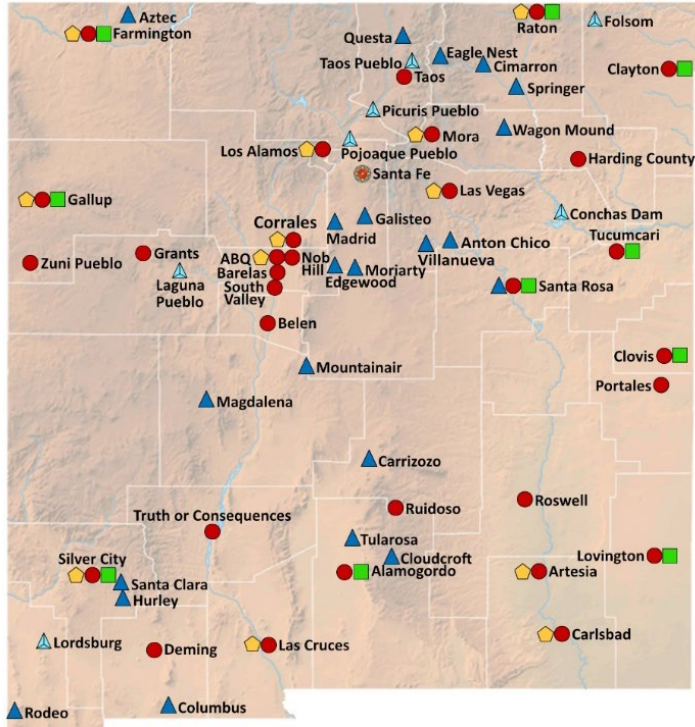 Aztec
Farmington
Raton
Folsom
Questa
Eagle Nest
Taos Pueblo
Cimarron
Taos
Clayton
Springer
Picuris Pueblo
Wagon Mound
Mora
Los Alamos
Pojoaque Pueblo
Harding County
Santa Fe
Gallup
Las Vegas
Corrales
Galisteo
Madrid
Conchas Dam
Tucumcari
Anton Chico
Villanueva
Zuni Pueblo
Grants
Laguna
Pueblo
ABQ
Barelas
South
Valley
Nob
Hill
Edgewood
Moriarty
Santa Rosa
Belen
Clovis
Mountainair
Portales
Magdalena
Carrizozo
Roswell
Ruidoso
Truth or Consequences
Tularosa
Cloudcroft
Lovington
Silver City
Alamogordo
Artesia
Santa Clara
Hurley
Lordsburg
Deming
Las Cruces
Carlsbad
Rodeo
Columbus